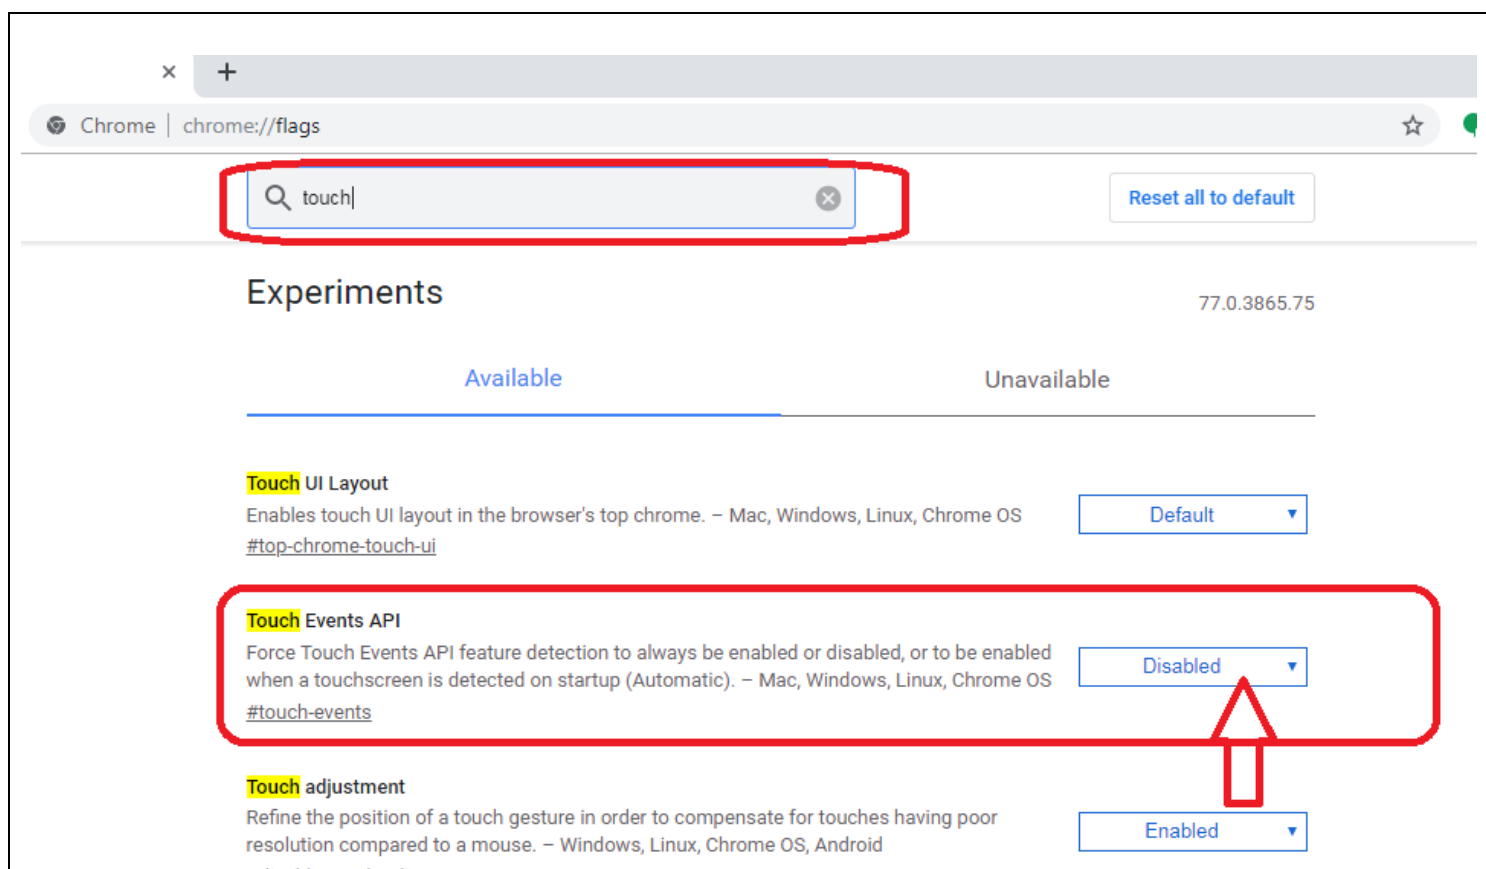 Chrome | chrome://flags
touch
Reset all to default
Experiments
77.0.3865.75
Available
Unavailable
Touch UI Layout
Enables touch UI layout in the browser's top chrome. – Mac, Windows, Linux, Chrome OS
Default
#top-chrome-touch-ui
Touch Events API
Force Touch Events API feature detection to always be enabled or disabled, or to be enabled
when a touchscreen is detected on startup (Automatic). – Mac, Windows, Linux, Chrome OS
Disabled
#touch-events
Touch adjustment
Refine the position of a touch gesture in order to compensate for touches having poor
resolution compared to a mouse. – Windows, Linux, Chrome OS, Android
Enabled